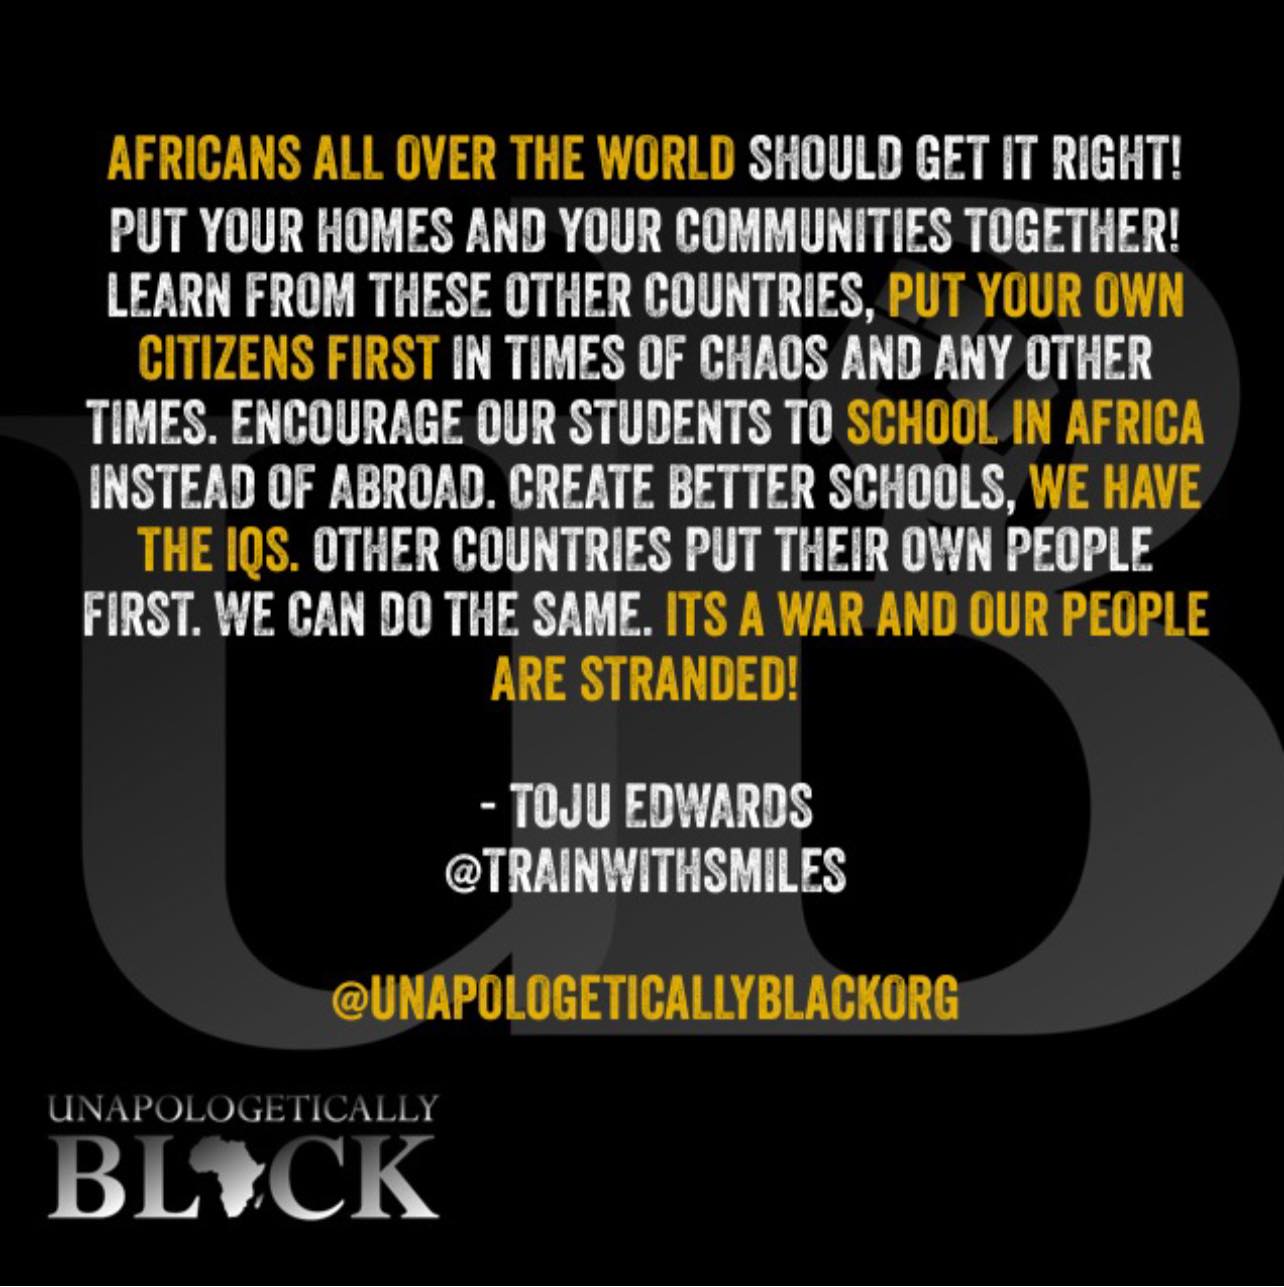 AFRICANS ALL OVER THE WORLD SHOULD GET IT RIGHT!
PUT YOUR HOMES AND YOUR COMMUNITIES TOGETHER!
LEARN FROM THESE OTHER COUNTRIES, PUT YOUR OWN
CITIZENS FIRST IN TIMES OF CHAOS AND ANY OTHER
TIMES. ENCOURAGE OUR STUDENTS TO SCHOOL IN AFRICA
INSTEAD OF ABROAD. CREATE BETTER SCHOOLS, WE HAVE
THE IQS. OTHER COUNTRIES PUT THEIR OWN PEOPLE
FIRST. WE CAN DO THE SAME. ITS A WAR AND OUR PEOPLE
ARE STRANDED!
- TOJU EDWARDS
@TRAINWITHSMILES
@UNAPOLOGETICALLYBLACKORG
UNAPOLOGETICALLY
BLACK
UB